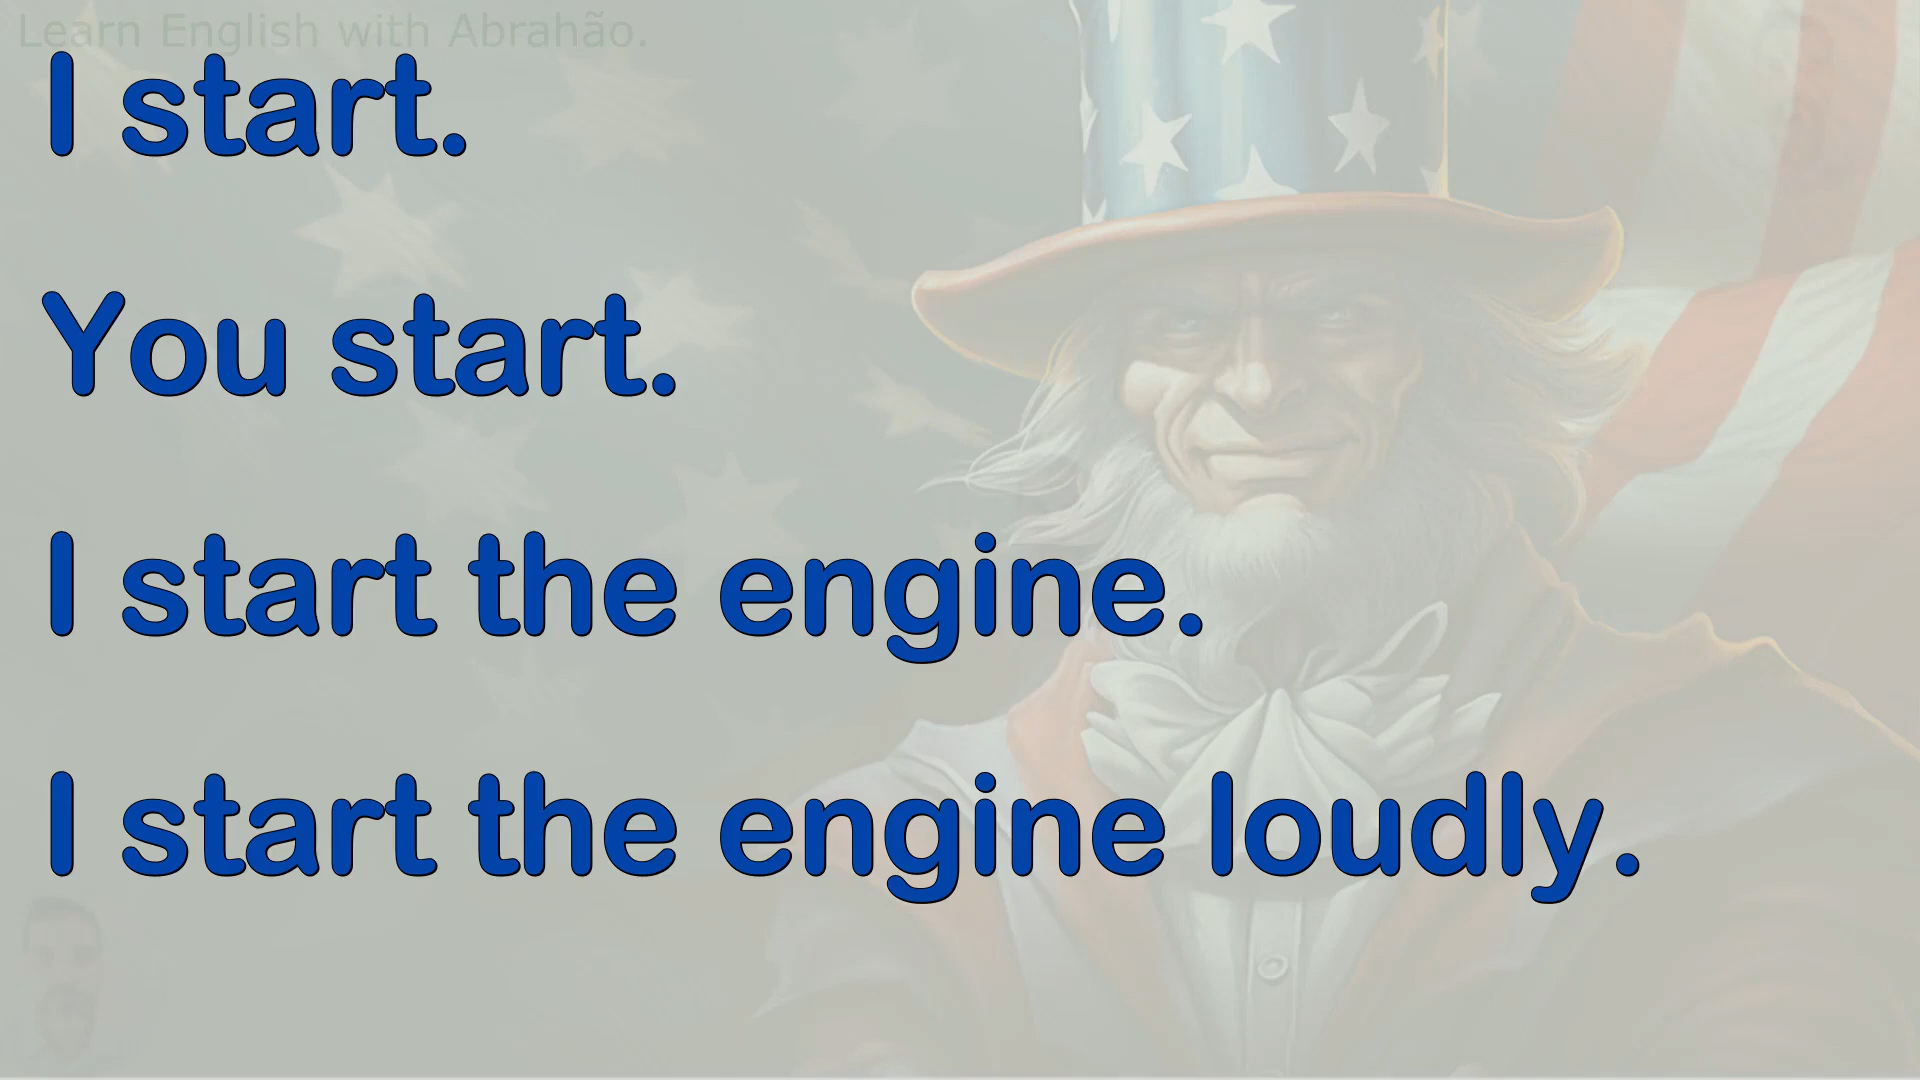 Learn English with Abrahão.
I start.
You start.
I start the engine.
I start the engine loudly.